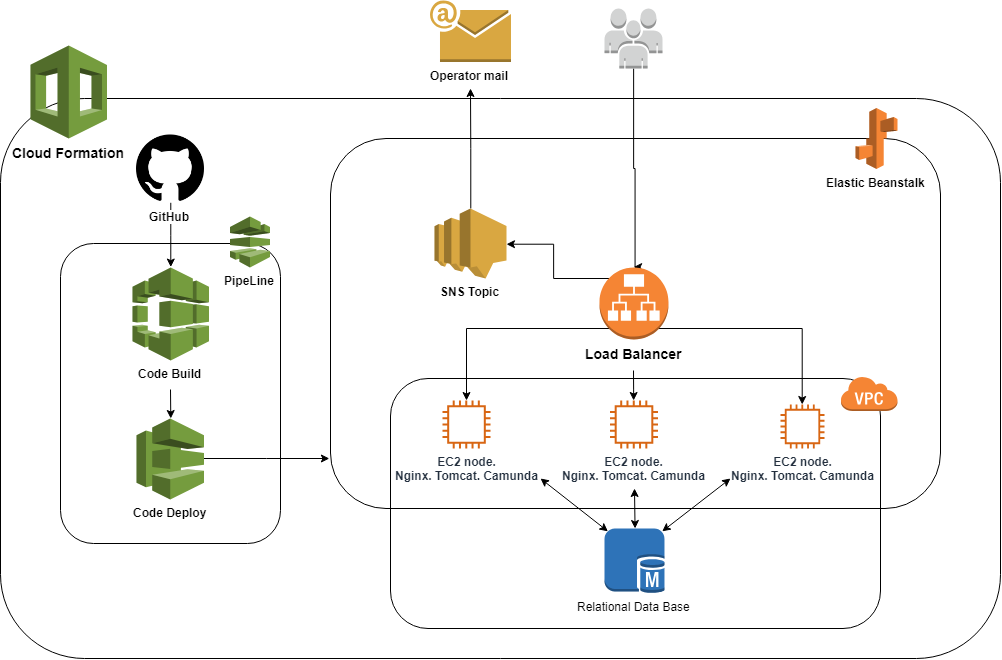 @
Operator mail
Cloud Formation
GitHub
Elastic Beanstalk
PipeLine
SNS Topic
Load Balancer
Code Build
VPC
EC2 node.
Nginx. Tomcat. Camunda
EC2 node.
Nginx. Tomcat. Camunda
EC2 node.
Nginx. Tomcat. Camunda
Code Deploy
M
Relational Data Base